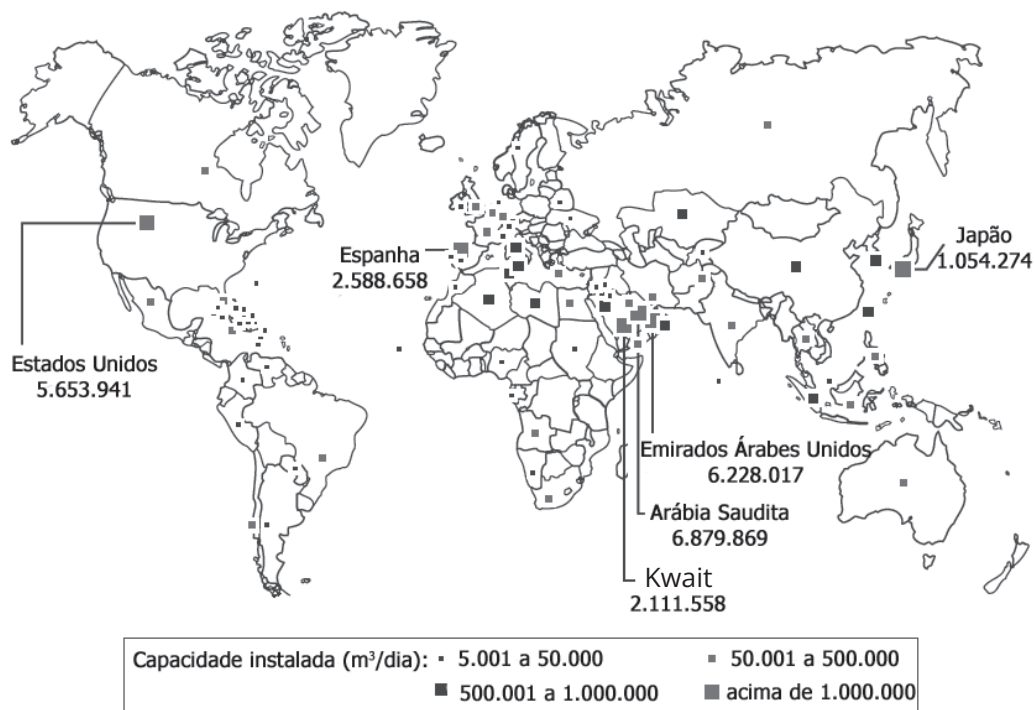 Espanha
2.588.658
Japão
1.054.274
Estados Unidos
5.653.941
Emirados Árabes Unidos
6.228.017
Arábia Saudita
6.879.869
Kwait
2.111.558
Capacidade instalada (m³/dia): 5.001 a 50.000 50.001 a 500.000
500.001 a 1.000.000 acima de 1.000.000